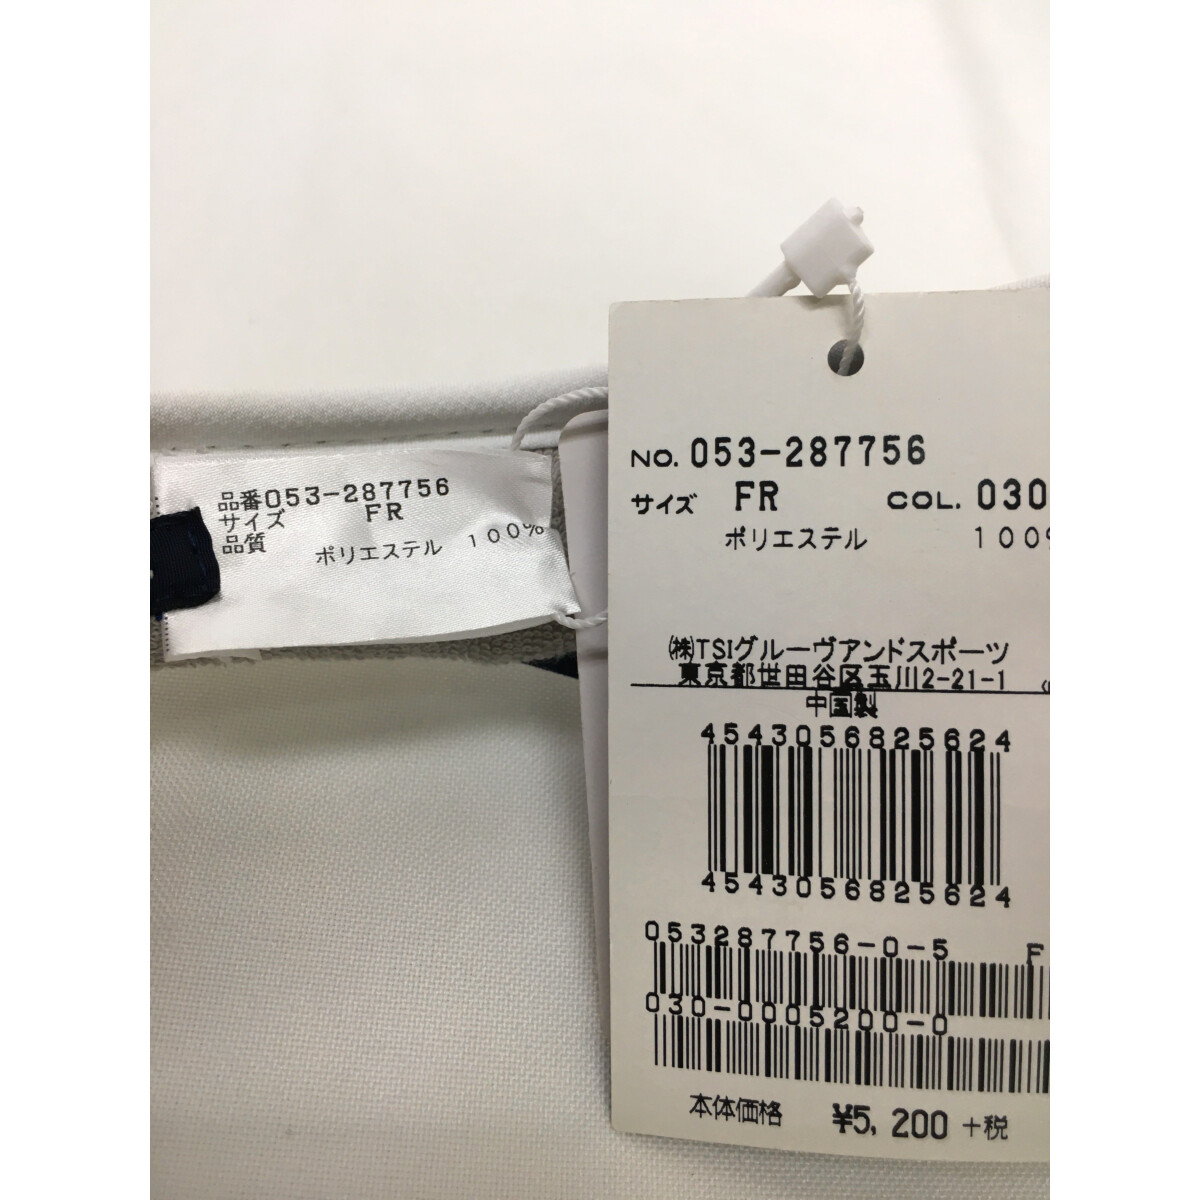 品番053-287756
サイズ FR
品質
ポリエステル 100%
NO. 053-287756
サイズ FR COL. 030
ポリエステル 100%
(株)TSIグルーヴアンドスポーツ
東京都世田谷区玉川2-21-1
中国製
4543056825624
4543056825624
053287756-0-5 F
030-0005200-0
本体価格 ¥5,200 +税